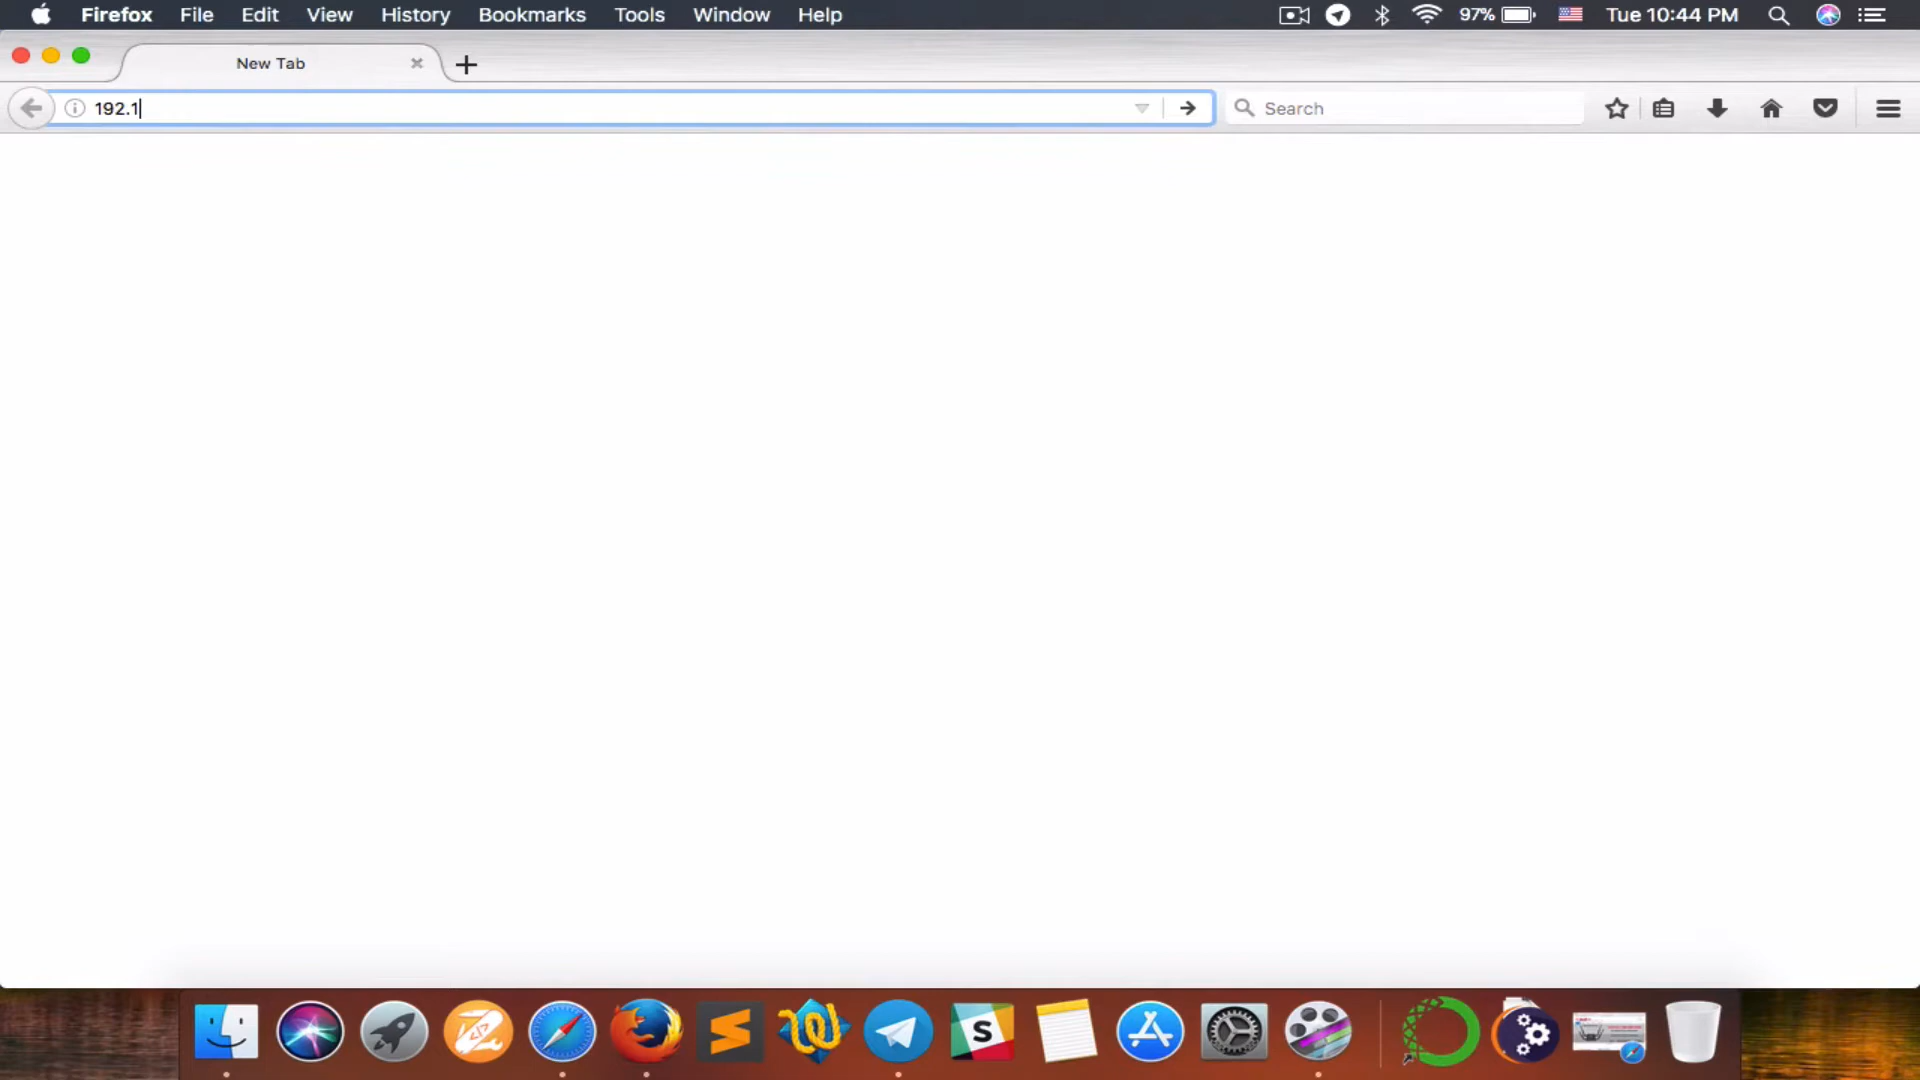 Firefox File Edit View History Bookmarks Tools Window Help 97% Tue 10:44 PM
New Tab
192.1 Search
S